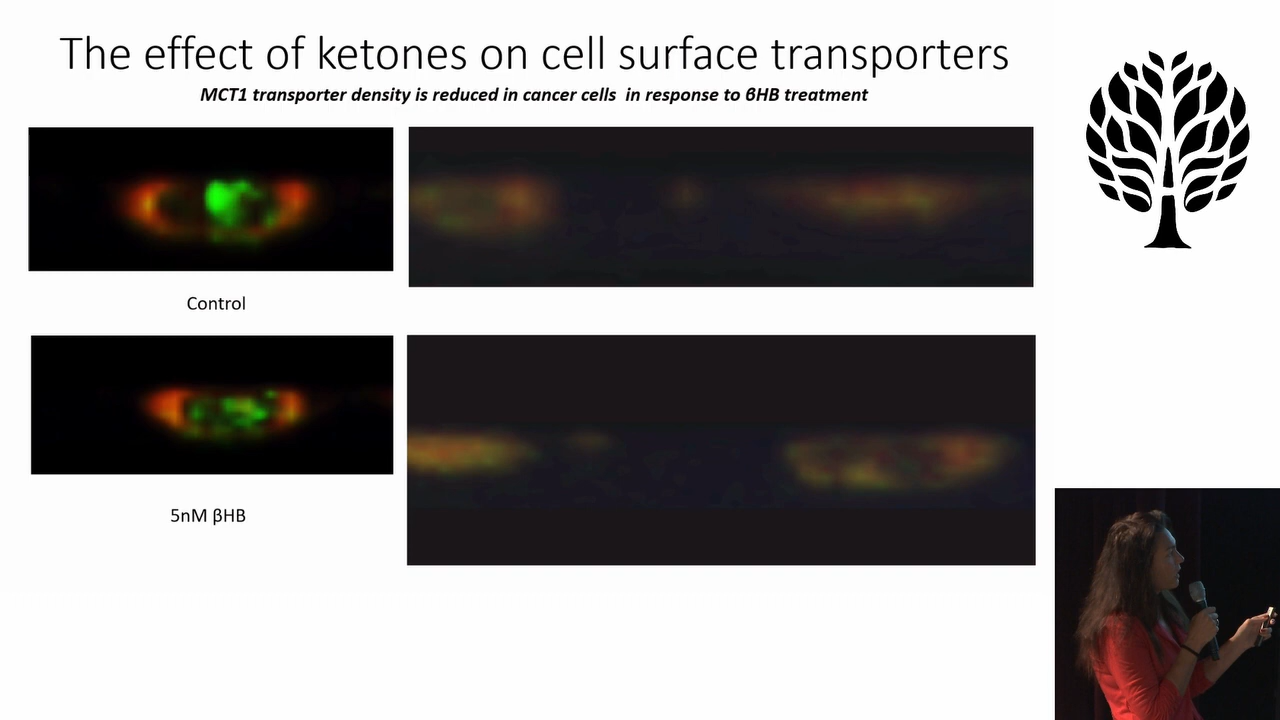 The effect of ketones on cell surface transporters
MCT1 transporter density is reduced in cancer cells in response to βHB treatment
Control
5nM βHB